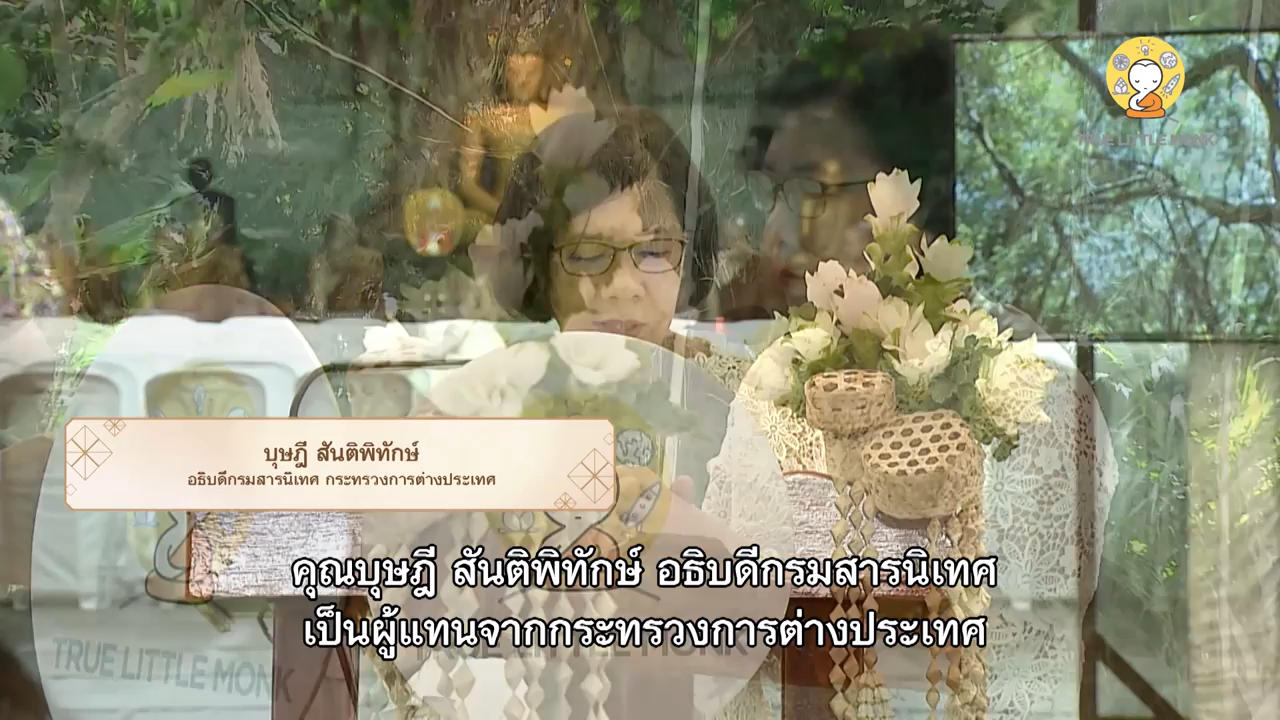 TRUE LITTLE MONK
บุษฎี สันติพิทักษ์
อธิบดีกรมสารนิเทศ กระทรวงการต่างประเทศ
คุณบุษฎี สันติพิทักษ์ อธิบดีกรมสารนิเทศ
เป็นผู้แทนจากกระทรวงการต่างประเทศ
TRUE LITTLE MONK